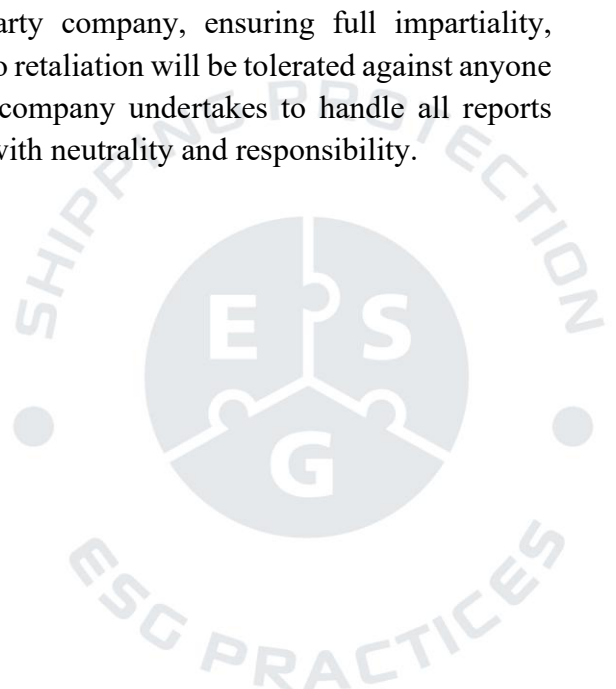 arty company, ensuring full impartiality,
o retaliation will be tolerated against anyone
company undertakes to handle all reports
with neutrality and responsibility.
SHIPPING PROTECTION
E S
G
ESG PRACTICES